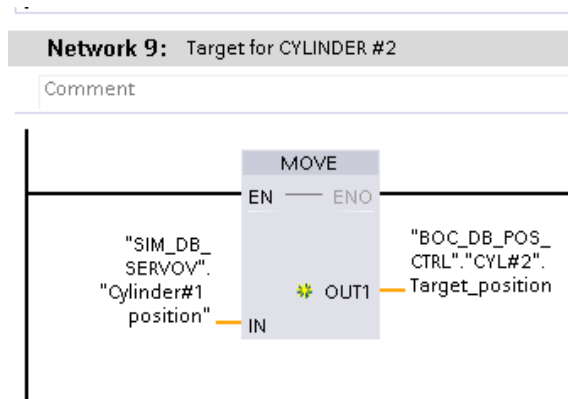 Network 9: Target for CYLINDER #2
Comment
MOVE
EN ENO
"SIM_DB_
SERVOV".
"Cylinder#1
position"
IN
OUT1
"BOC_DB_POS_
CTRL"."CYL#2".
Target_position